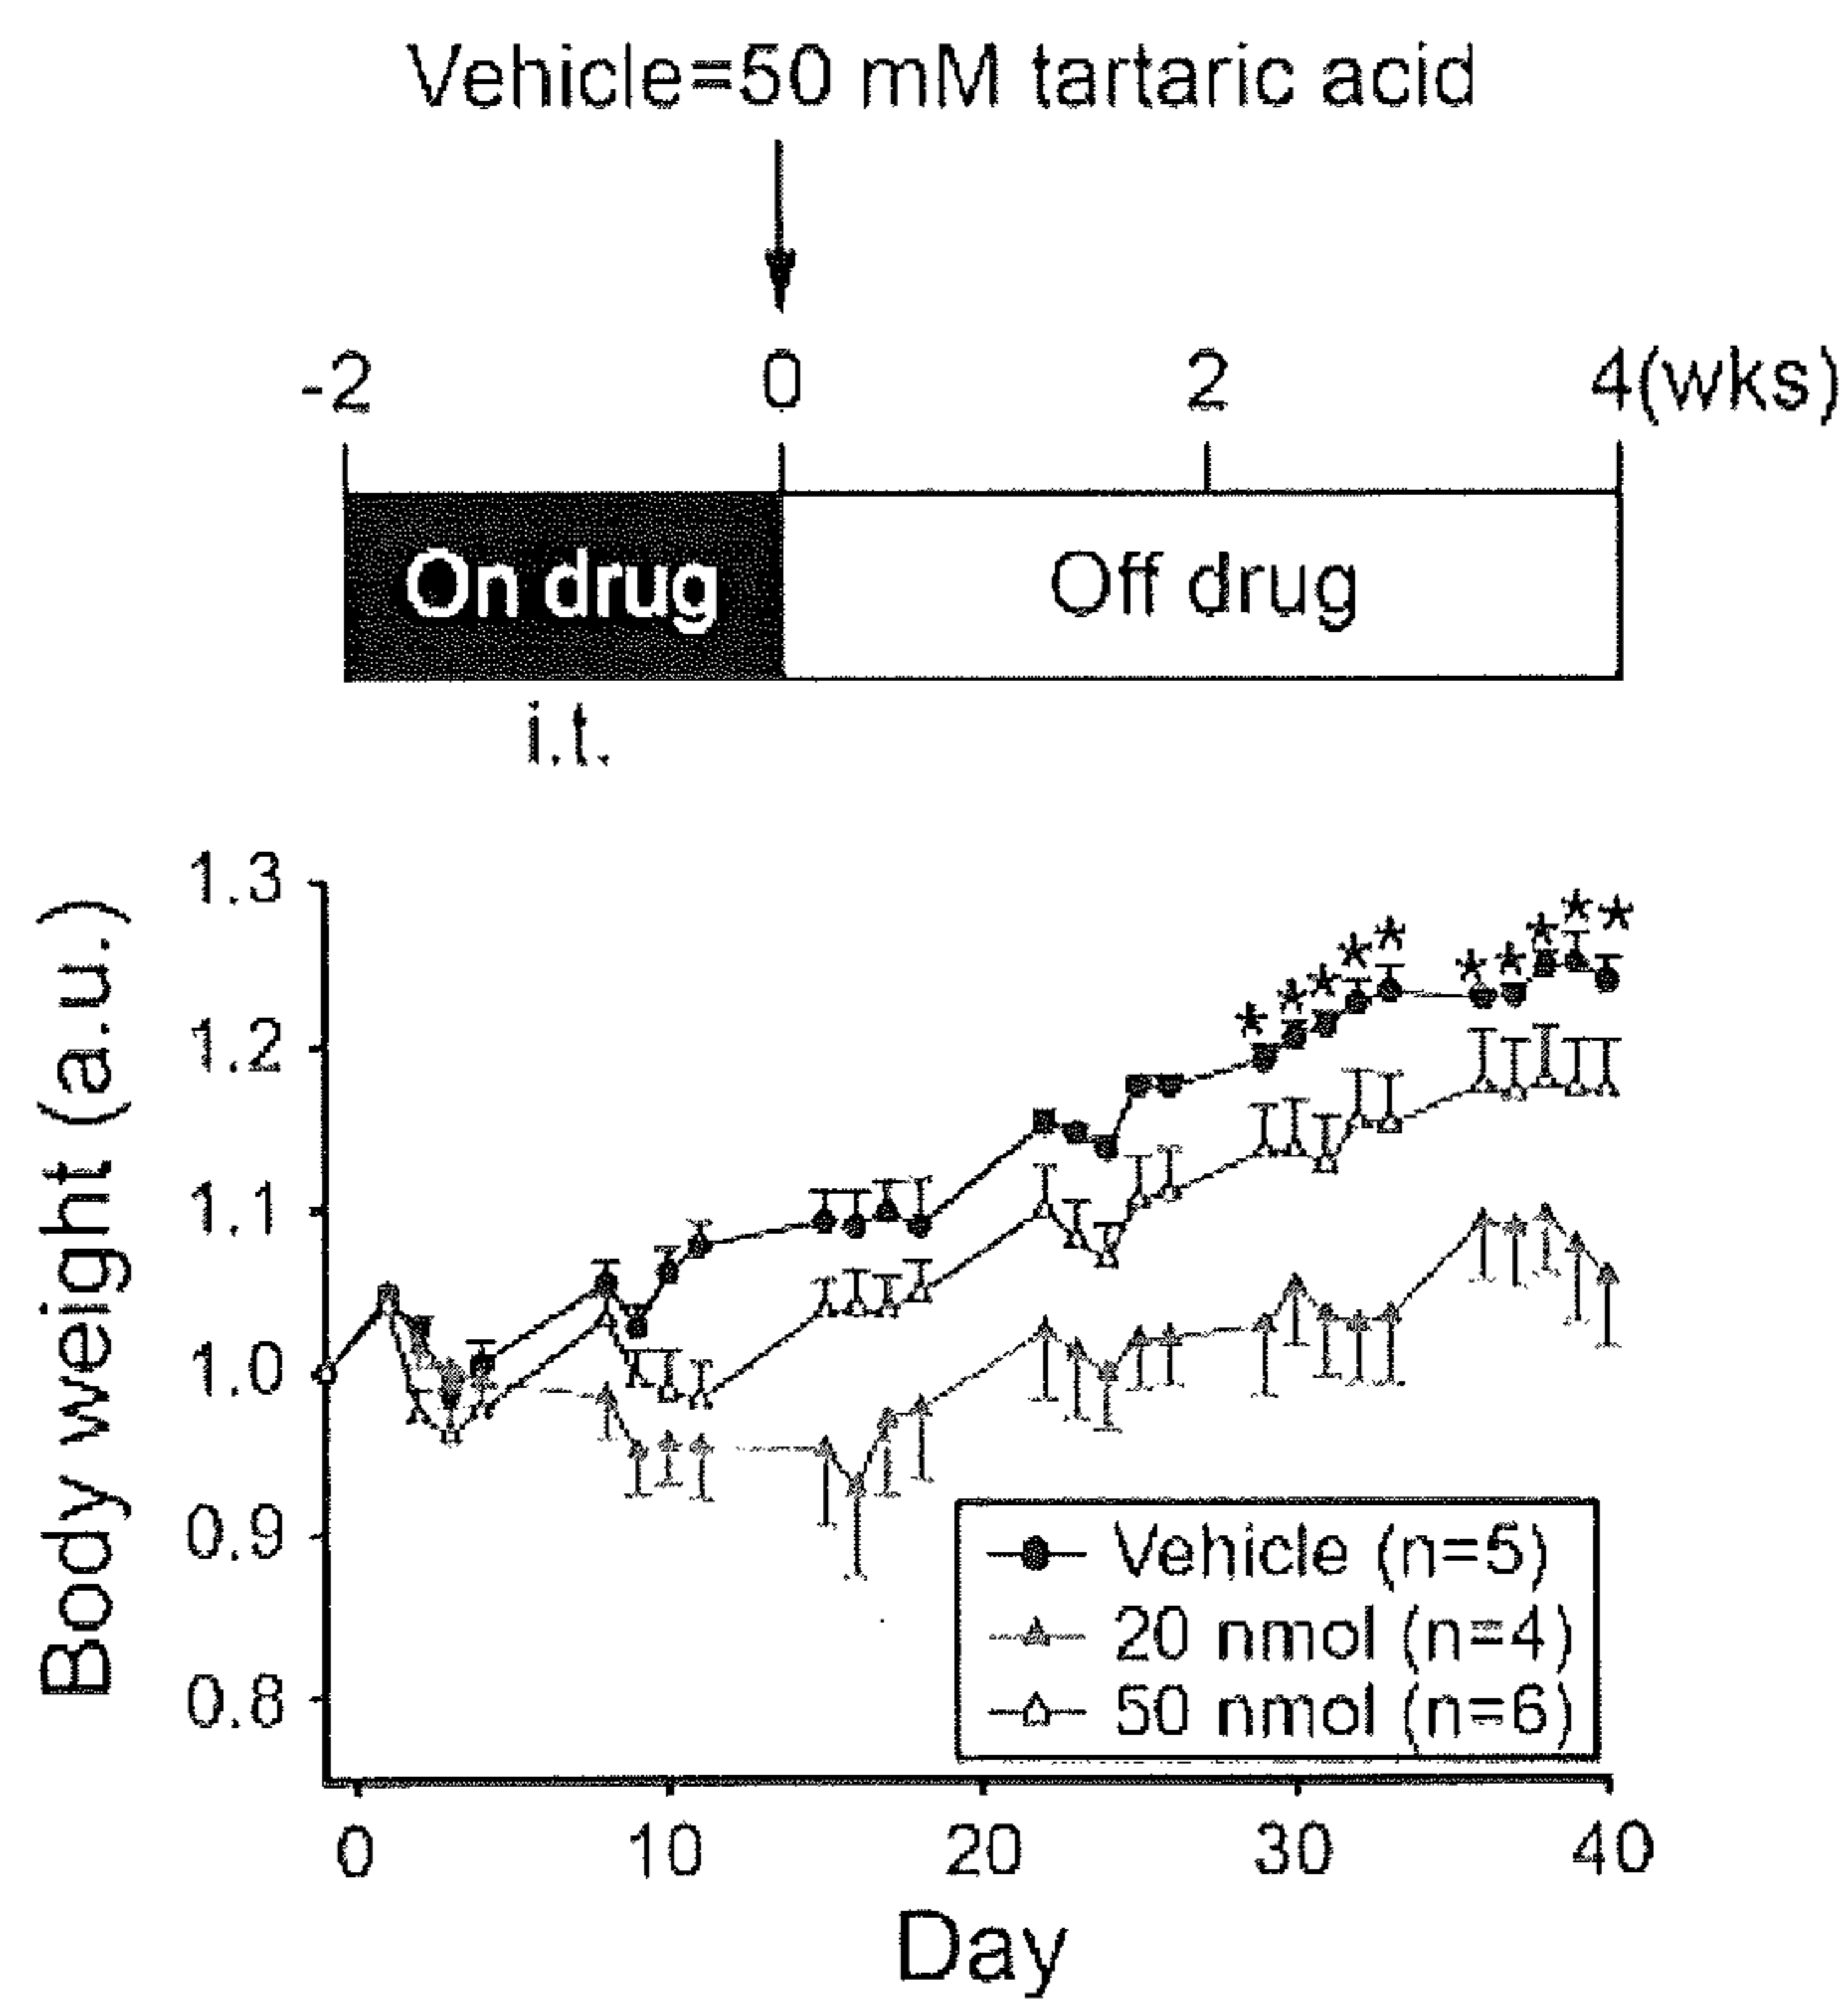 Vehicle=50 mM tartaric acid
-2 0 2 4(wks)
On drug Off drug
i.t.
Body weight (a.u.)
1.3
1.2
1.1
1.0
0.9
0.8
* * * * * * * * * *
Vehicle (n=5)
20 nmol (n=4)
50 nmol (n=6)
0 10 20 30 40
Day